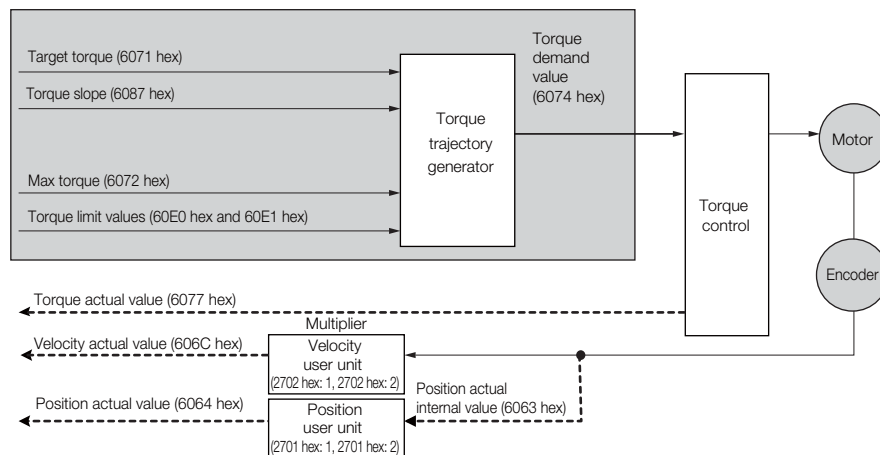 Target torque (6071 hex)
Torque slope (6087 hex)
Max torque (6072 hex)
Torque limit values (60E0 hex and 60E1 hex)
Torque
trajectory
generator
Torque
demand
value
(6074 hex)
Torque
control
Motor
Encoder
Torque actual value (6077 hex)
Multiplier
Velocity actual value (606C hex)
Velocity
user unit
(2702 hex: 1, 2702 hex: 2)
Position actual
internal value (6063 hex)
Position actual value (6064 hex)
Position
user unit
(2701 hex: 1, 2701 hex: 2)